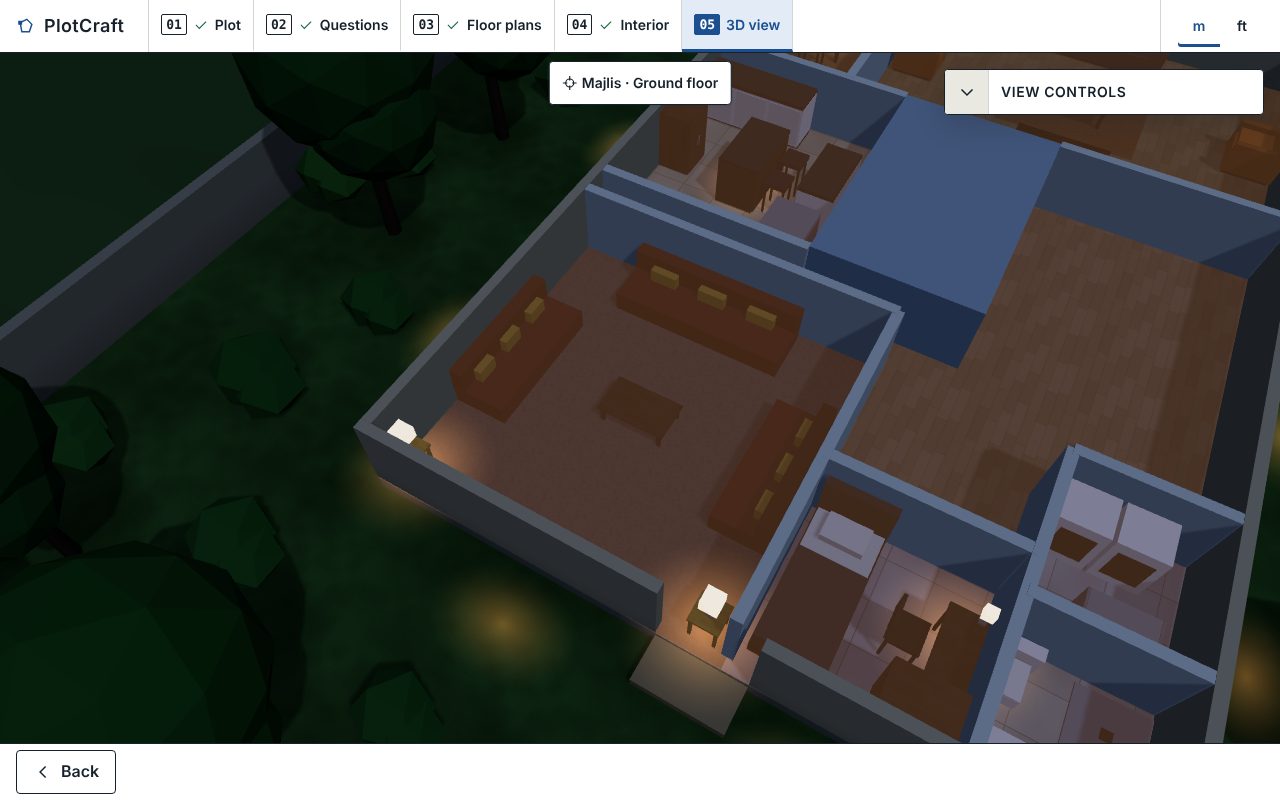 PlotCraft
01 Plot
02 Questions
03 Floor plans
04 Interior
05 3D view
m
ft
Majlis · Ground floor
VIEW CONTROLS
Back